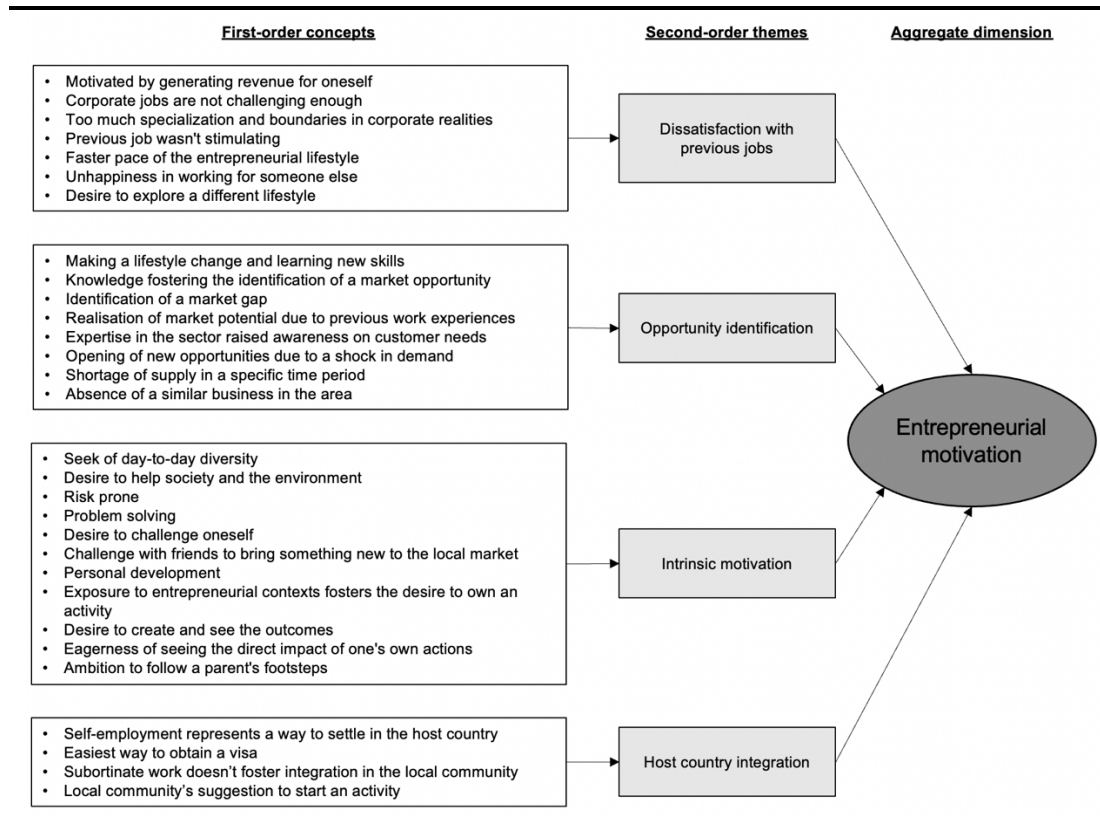 First-order concepts
Second-order themes
Aggregate dimension
• Motivated by generating revenue for oneself
• Corporate jobs are not challenging enough
• Too much specialization and boundaries in corporate realities
• Previous job wasn't stimulating
• Faster pace of the entrepreneurial lifestyle
• Unhappiness in working for someone else
• Desire to explore a different lifestyle
Dissatisfaction with
previous jobs
• Making a lifestyle change and learning new skills
• Knowledge fostering the identification of a market opportunity
• Identification of a market gap
• Realisation of market potential due to previous work experiences
• Expertise in the sector raised awareness on customer needs
• Opening of new opportunities due to a shock in demand
• Shortage of supply in a specific time period
• Absence of a similar business in the area
Opportunity identification
Entrepreneurial
motivation
• Seek of day-to-day diversity
• Desire to help society and the environment
• Risk prone
• Problem solving
• Desire to challenge oneself
• Challenge with friends to bring something new to the local market
• Personal development
• Exposure to entrepreneurial contexts fosters the desire to own an
activity
• Desire to create and see the outcomes
• Eagerness of seeing the direct impact of one's own actions
• Ambition to follow a parent's footsteps
Intrinsic motivation
• Self-employment represents a way to settle in the host country
• Easiest way to obtain a visa
• Subortinate work doesn't foster integration in the local community
• Local community's suggestion to start an activity
Host country integration